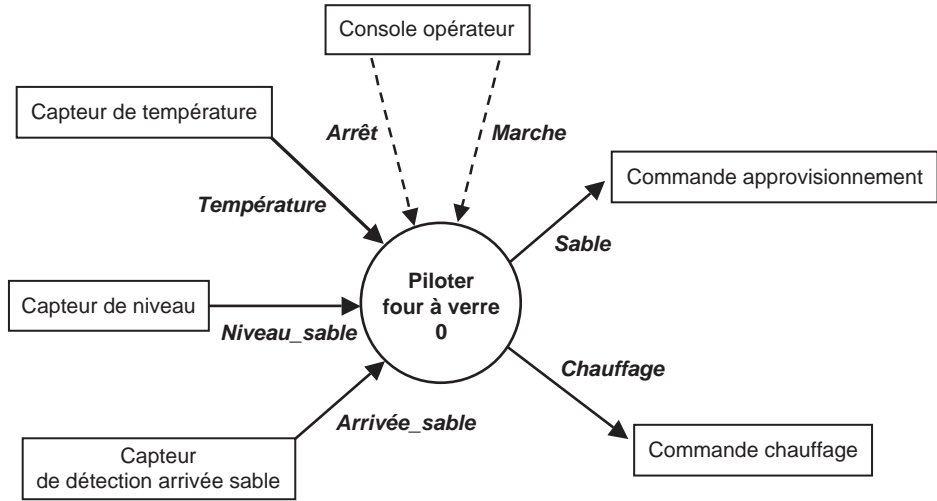 Console opérateur
Capteur de température
Arrêt
Marche
Commande approvisionnement
Température
Sable
Piloter
four à verre
0
Capteur de niveau
Niveau_sable
Chauffage
Arrivée_sable
Commande chauffage
Capteur
de détection arrivée sable